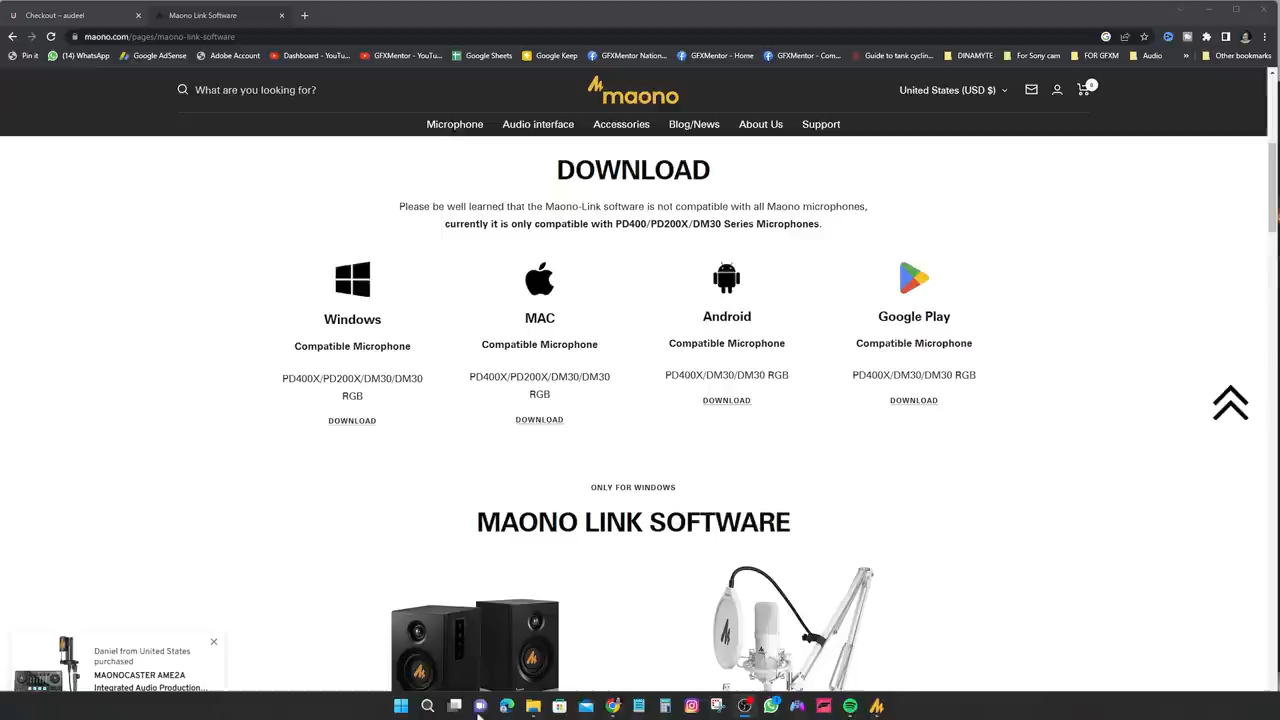 Checkout – audeel
Maono Link Software
maono.com/pages/maono-link-software
Pin it
(14) WhatsApp
Google AdSense
Adobe Account
Dashboard - YouTu...
GFXMentor - YouTu...
Google Sheets
Google Keep
GFXMentor Nation...
GFXMentor - Home
GFXMentor - Com...
Guide to tank cyclin...
DINAMYTE
For Sony cam
FOR GFXM
Audio
»
Other bookmarks
What are you looking for?
maono
United States (USD $)
0
Microphone
Audio interface
Accessories
Blog/News
About Us
Support
DOWNLOAD
Please be well learned that the Maono-Link software is not compatible with all Maono microphones,
currently it is only compatible with PD400/PD200X/DM30 Series Microphones.
Windows
Compatible Microphone
PD400X/PD200X/DM30/DM30
RGB
DOWNLOAD
MAC
Compatible Microphone
PD400X/PD200X/DM30/DM30
RGB
DOWNLOAD
Android
Compatible Microphone
PD400X/DM30/DM30 RGB
DOWNLOAD
Google Play
Compatible Microphone
PD400X/DM30/DM30 RGB
DOWNLOAD
ONLY FOR WINDOWS
MAONO LINK SOFTWARE
Daniel from United States
purchased
MAONOCASTER AME2A
Integrated Audio Production...